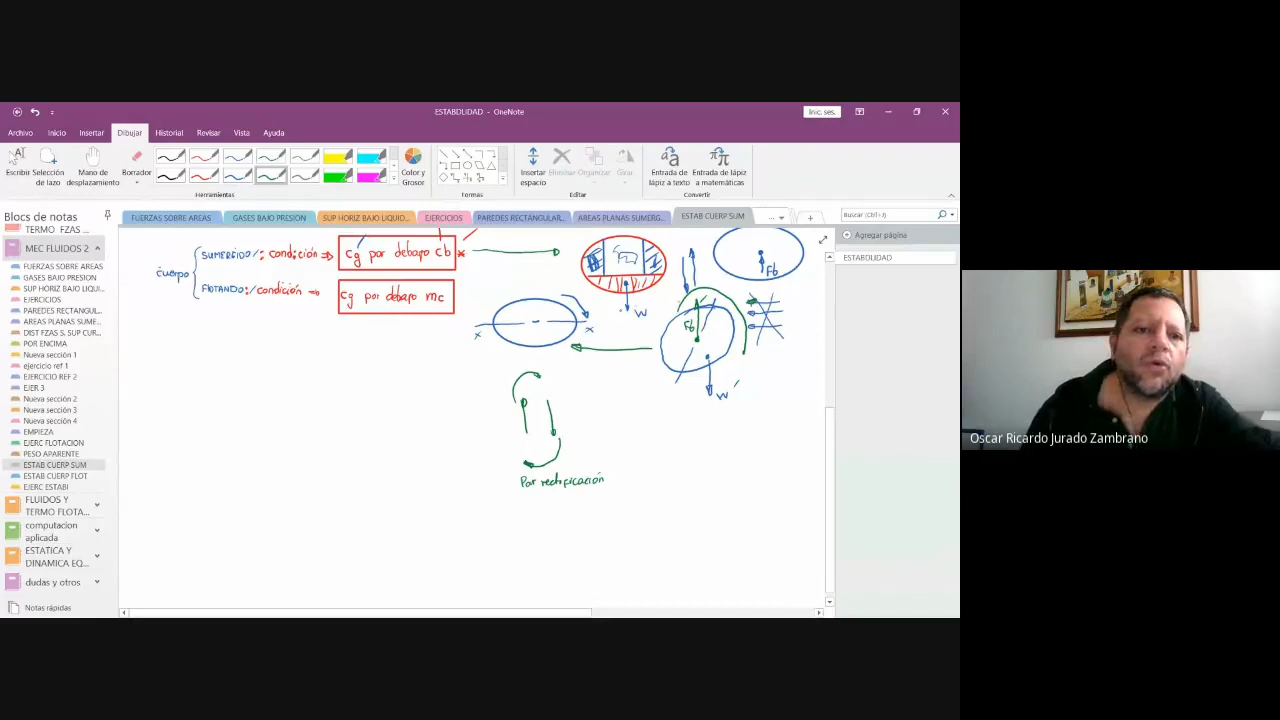 ESTABDLIDAD - OneNote
Inic. ses.
Archivo Inicio Insertar Dibujar Historial Revisar Vista Ayuda
Escribir Selección de lazo Mano de desplazamiento Borrador Color y Grosor Insertar espacio Eliminar Organizar Girar Entrada de lápiz a texto Entrada de lápiz a matemáticas
Herramientas Formas Editar Convertir
Blocs de notas
FUERZAS SOBRE AREAS GASES BAJO PRESION SUP HORIZ BAJO LIQUID... EJERCICIOS PAREDES RECTANGULAR... AREAS PLANAS SUMERG... ESTAB CUERP SUM ... +
Buscar (Ctrl+J)
Agregar página
ESTABILIDAD
TERMO FZAS ...
MEC FLUIDOS 2
FUERZAS SOBRE AREAS
GASES BAJO PRESION
SUP HORIZ BAJO LIQUI...
EJERCICIOS
PAREDES RECTANGULAR...
AREAS PLANAS SUME...
DIST FZAS S. SUP CUR...
POR ENCIMA
Nueva sección 1
ejercicio ref 1
EJERCICIO REF 2
EJER 3
Nueva sección 2
Nueva sección 3
Nueva sección 4
EMPIEZA
EJERC FLOTACION
PESO APARENTE
ESTAB CUERP SUM
ESTAB CUERP FLOT
EJERC ESTABI
FLUIDOS Y TERMO FLOTA...
computacion aplicada
ESTATICA Y DINAMICA EQ...
dudas y otros
Notas rápidas
cuerpo
SUMERGIDO/: condición ⇒ cg por debajo cb *
FLOTANDO:/condición → cg por debajo mc
W
Fb
x x
Fb
W
Por rectificación
Oscar Ricardo Jurado Zambrano